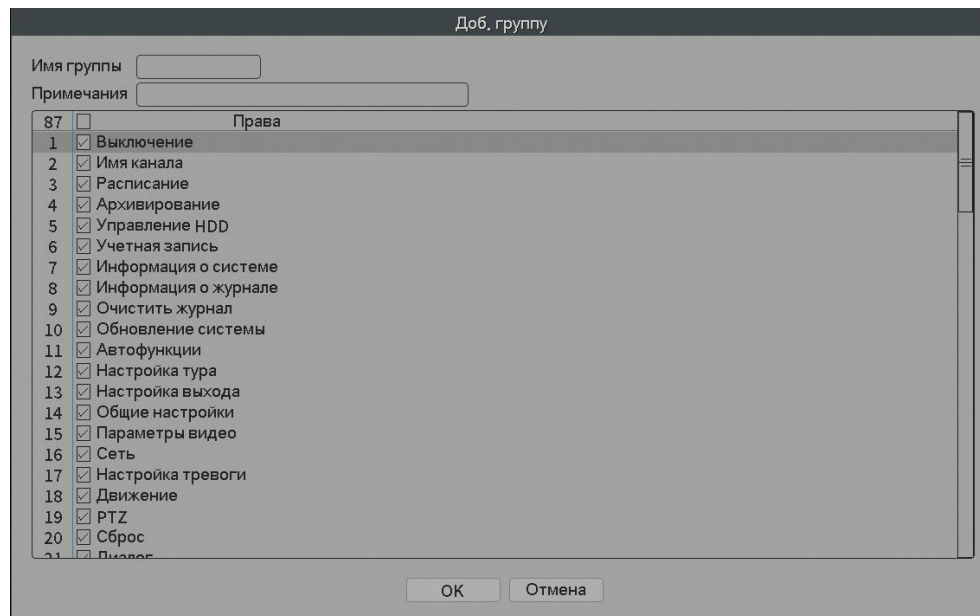 Доб. группу
Имя группы
Примечания
87 Права
1 Выключение
2 Имя канала
3 Расписание
4 Архивирование
5 Управление HDD
6 Учетная запись
7 Информация о системе
8 Информация о журнале
9 Очистить журнал
10 Обновление системы
11 Автофункции
12 Настройка тура
13 Настройка выхода
14 Общие настройки
15 Параметры видео
16 Сеть
17 Настройка тревоги
18 Движение
19 PTZ
20 Сброс
21 Диалог
OK Отмена